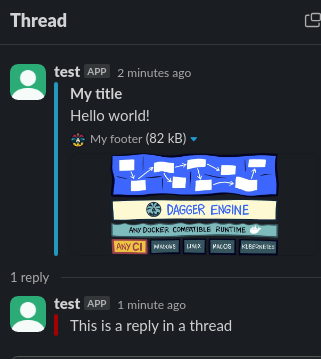 Thread
test APP 2 minutes ago
My title
Hello world!
My footer (82 kB)
DAGGER ENGINE
ANY DOCKER COMPATIBLE RUNTIME
ANY CI WINDOWS LINUX MACOS KUBERNETES
1 reply
test APP 1 minute ago
This is a reply in a thread